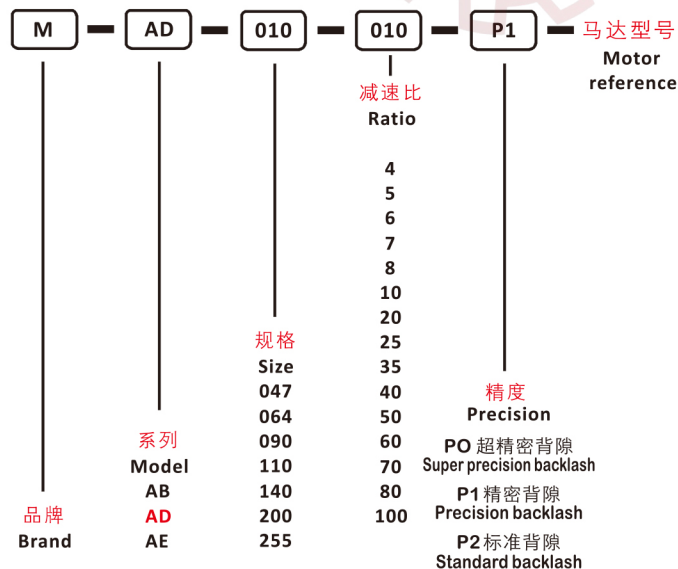 M — AD — 010 — 010 — P1 — 马达型号
Motor
reference
减速比
Ratio
4
5
6
7
8
10
20
25
35
40
50
60
70
80
100
规格
Size
047
064
090
110
140
200
255
精度
Precision
PO 超精密背隙
Super precision backlash
P1 精密背隙
Precision backlash
P2 标准背隙
Standard backlash
系列
Model
AB
AD
AE
品牌
Brand